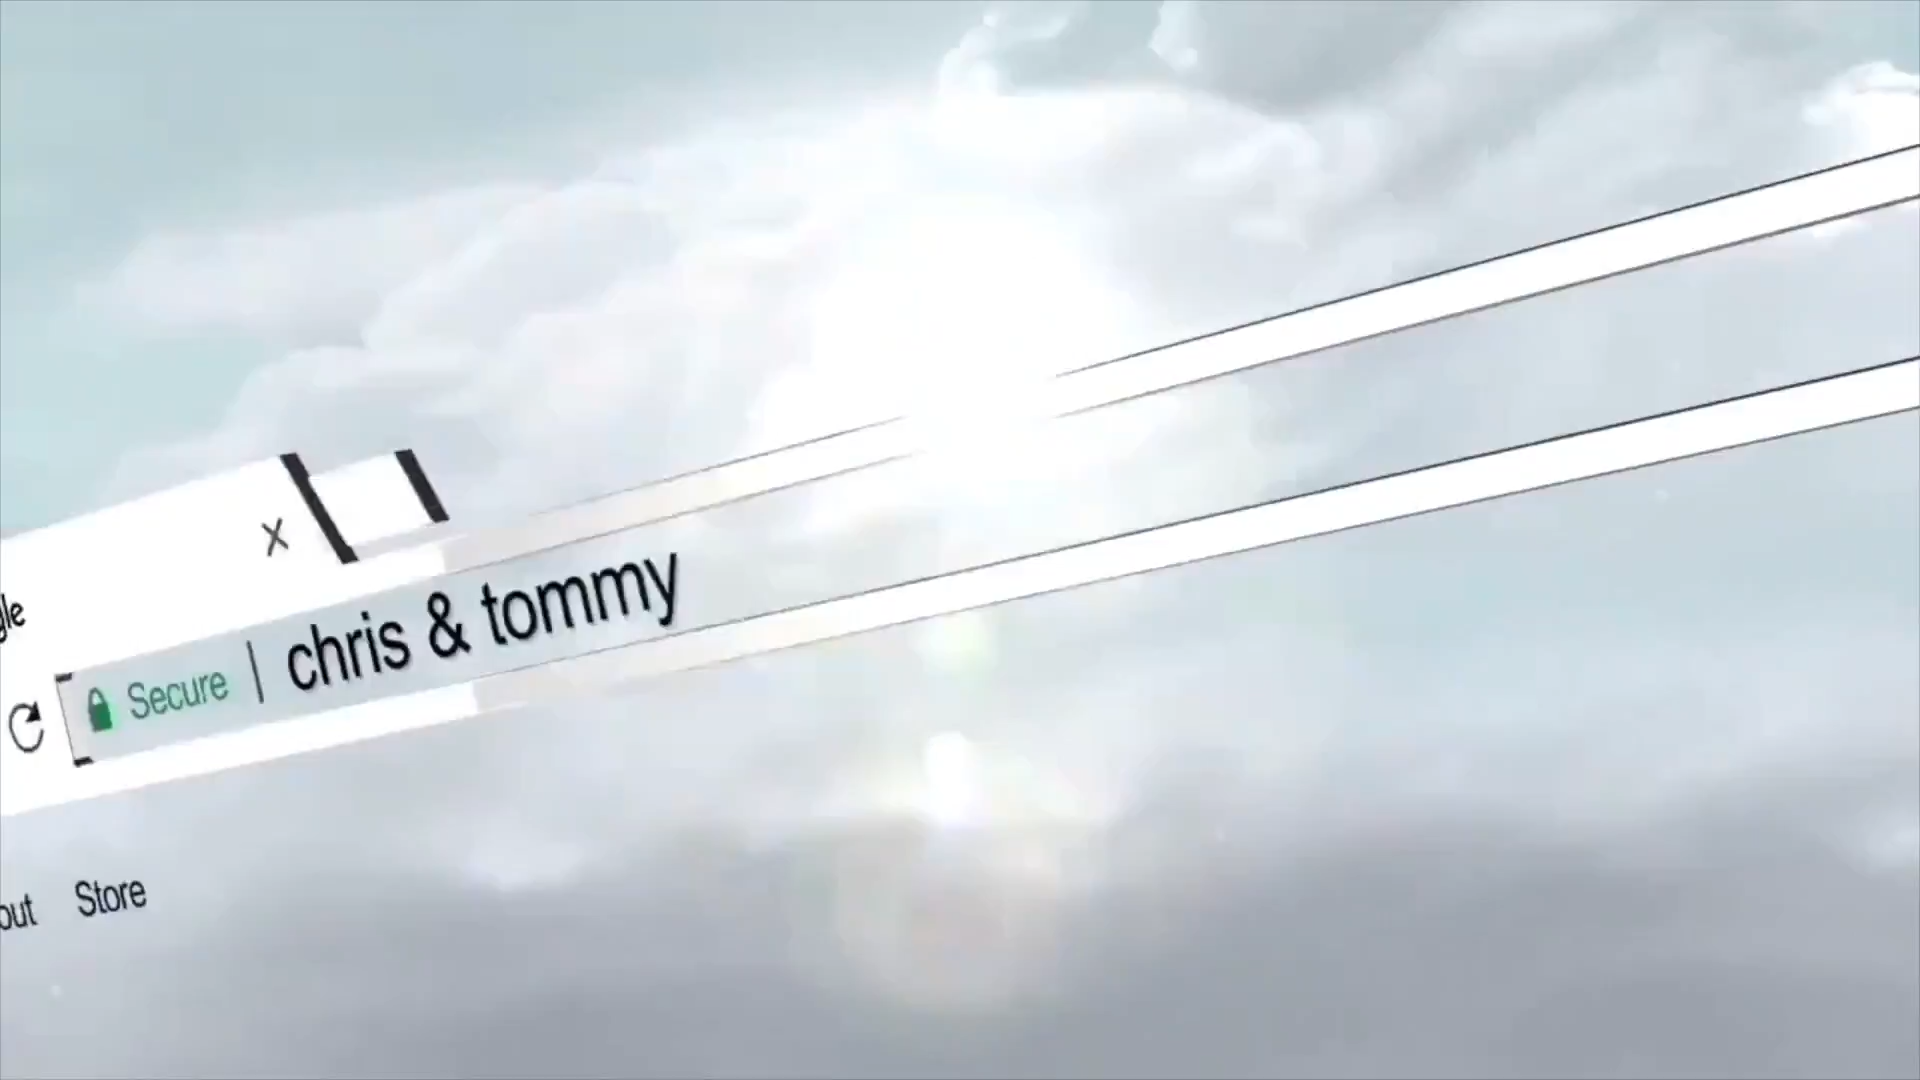 gle
x
Secure | chris & tommy
out Store